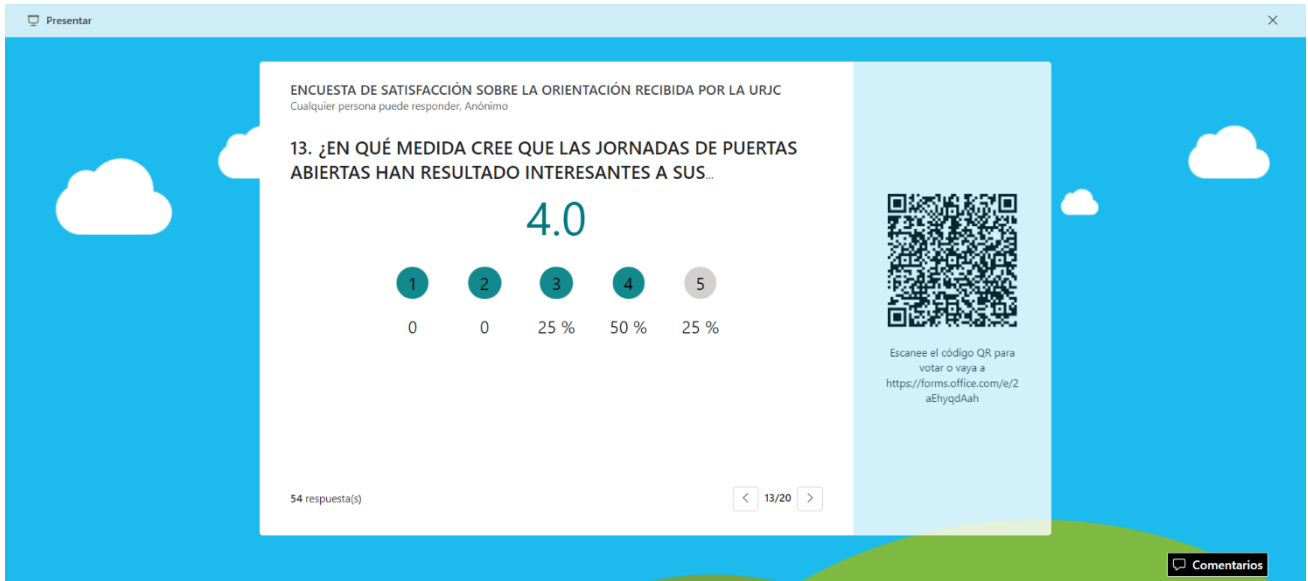 Presentar
ENCUESTA DE SATISFACCIÓN SOBRE LA ORIENTACIÓN RECIBIDA POR LA URJC
Cualquier persona puede responder, Anónimo
13. ¿EN QUÉ MEDIDA CREE QUE LAS JORNADAS DE PUERTAS
ABIERTAS HAN RESULTADO INTERESANTES A SUS...
4.0
1 2 3 4 5
0 0 25 % 50 % 25 %
54 respuesta(s)
13/20
Escanee el código QR para
votar o vaya a
https://forms.office.com/e/2
aEhyqdAah
Comentarios